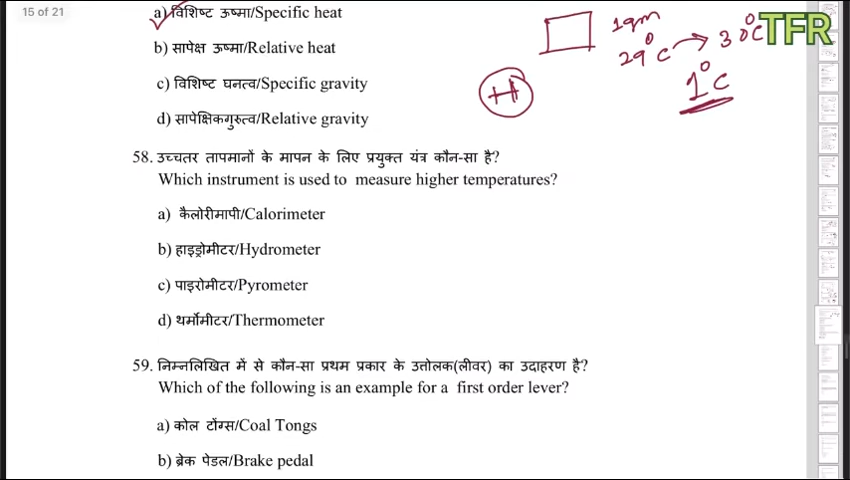 15 of 21
TFR
a) विशिष्ट ऊष्मा/Specific heat
1gm
29°C → 30°C
b) सापेक्ष ऊष्मा/Relative heat
1°C
c) विशिष्ट घनत्व/Specific gravity
H
d) सापेक्षिकगुरुत्व/Relative gravity
58. उच्चतर तापमानों के मापन के लिए प्रयुक्त यंत्र कौन-सा है?
Which instrument is used to measure higher temperatures?
a) कैलोरीमापी/Calorimeter
b) हाइड्रोमीटर/Hydrometer
c) पाइरोमीटर/Pyrometer
d) थर्मोमीटर/Thermometer
59. निम्नलिखित में से कौन-सा प्रथम प्रकार के उत्तोलक(लीवर) का उदाहरण है?
Which of the following is an example for a first order lever?
a) कोल टोंग्स/Coal Tongs
b) ब्रेक पेडल/Brake pedal